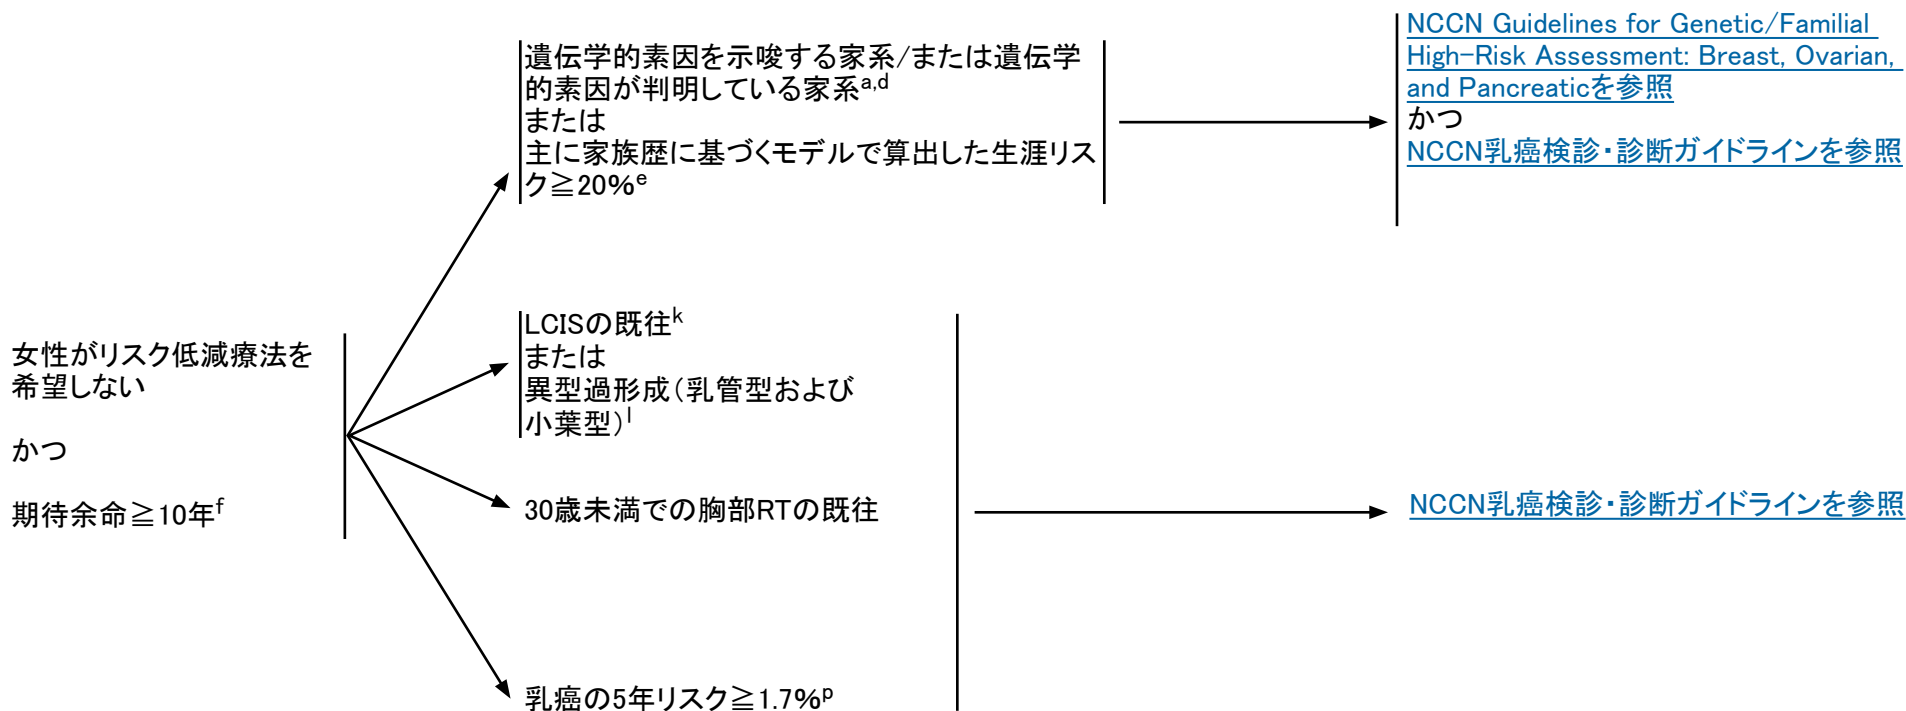 女性がリスク低減療法を
希望しない
かつ
期待余命≧10年f
遺伝学的素因を示唆する家系/または遺伝学
的素因が判明している家系a,d
または
主に家族歴に基づくモデルで算出した生涯リス
ク≧20%e
NCCN Guidelines for Genetic/Familial
High-Risk Assessment: Breast, Ovarian,
and Pancreaticを参照
かつ
NCCN乳癌検診・診断ガイドラインを参照
LCISの既往k
または
異型過形成(乳管型および
小葉型)l
30歳未満での胸部RTの既往
乳癌の5年リスク≧1.7%p
NCCN乳癌検診・診断ガイドラインを参照